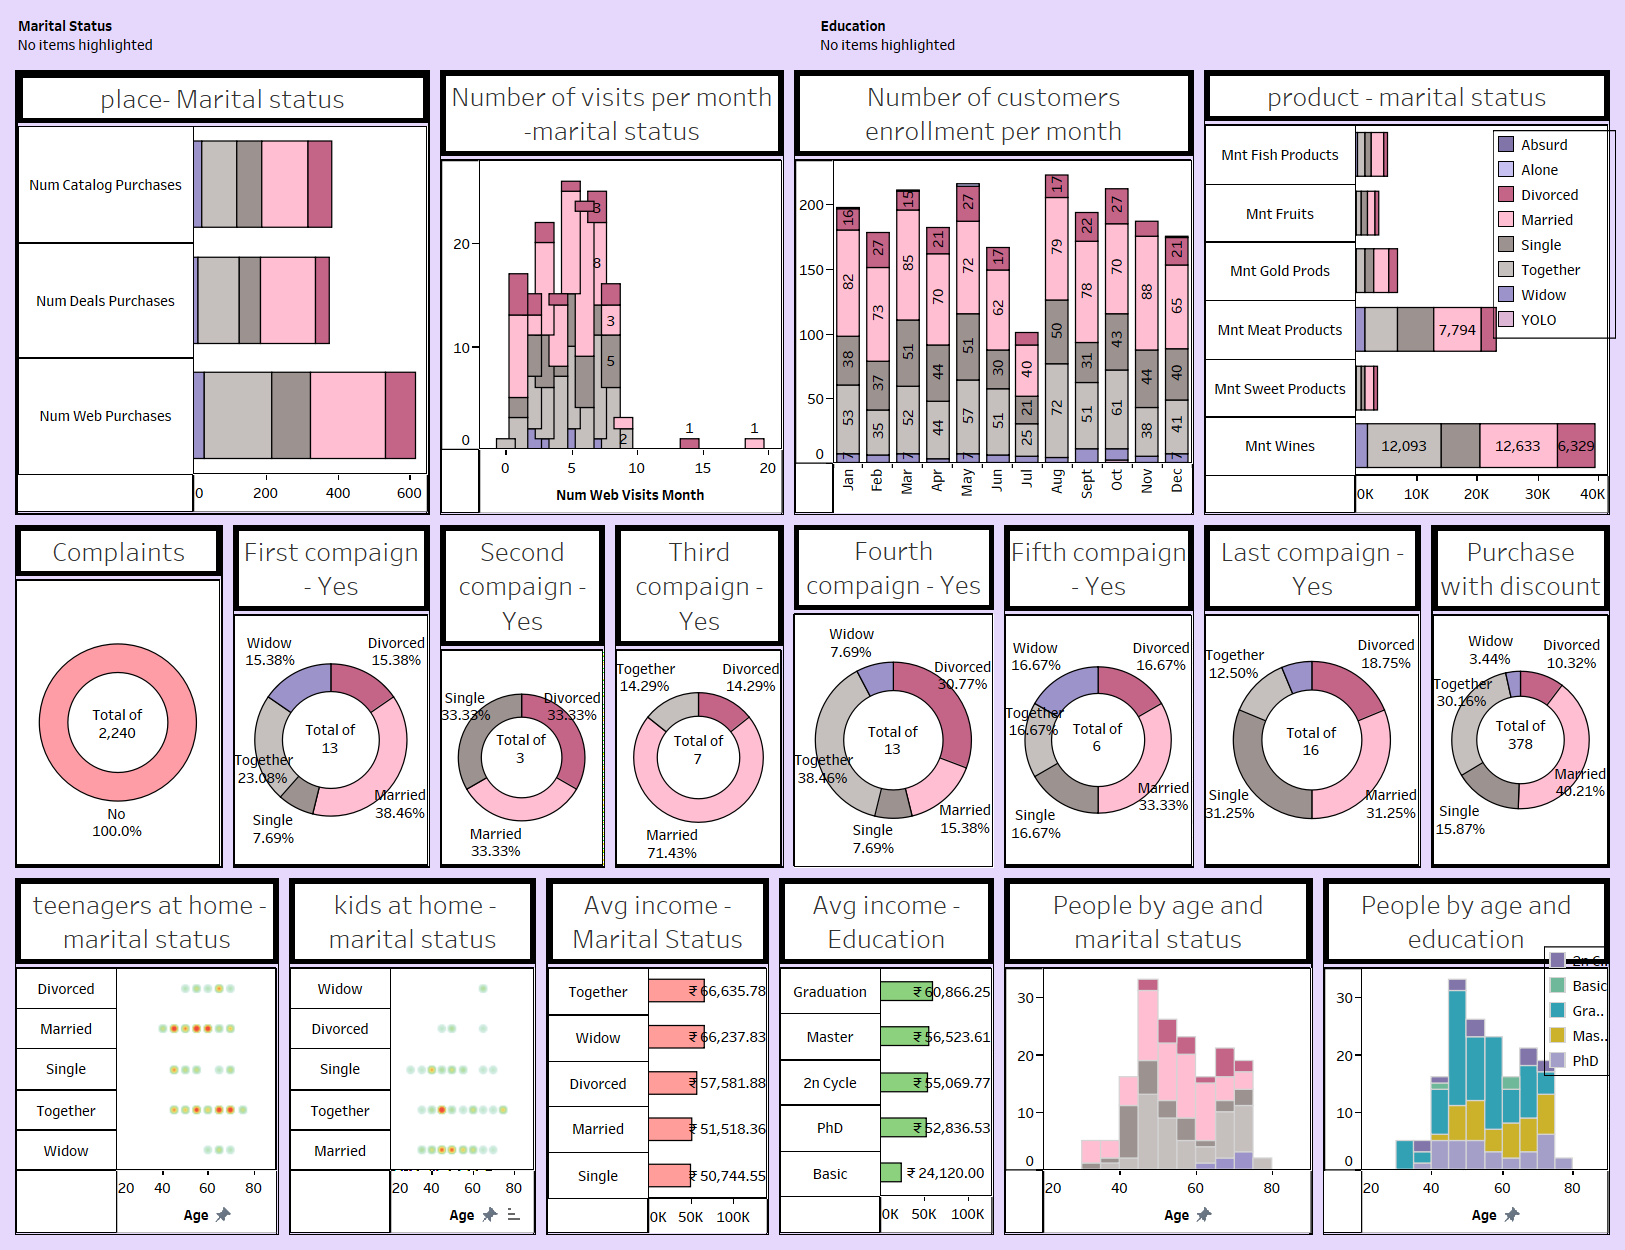 Marital Status
No items highlighted
Education
No items highlighted
place- Marital status
Num Catalog Purchases
Num Deals Purchases
Num Web Purchases
0 200 400 600
Number of visits per month
-marital status
20
10
0
3
8
3
5
2
1
1
0 5 10 15 20
Num Web Visits Month
Number of customers
enrollment per month
200
150
100
50
0
16 82 38 53 7
27 73 37 35
15 85 51 52 7
21 70 44 44
27 72 51 57 7
17 62 30 51
40 21 25
17 79 50 72
22 78 31 51
27 70 43 61
88 44 38
21 65 40 41 7
Jan Feb Mar Apr May Jun Jul Aug Sept Oct Nov Dec
product - marital status
Mnt Fish Products
Mnt Fruits
Mnt Gold Prods
Mnt Meat Products
7,794
Mnt Sweet Products
Mnt Wines
12,093 12,633 6,329
0K 10K 20K 30K 40K
Absurd
Alone
Divorced
Married
Single
Together
Widow
YOLO
Complaints
Total of
2,240
No
100.0%
First compaign
- Yes
Widow
15.38%
Divorced
15.38%
Total of
13
Together
23.08%
Married
38.46%
Single
7.69%
Second
compaign -
Yes
Single
33.33%
Divorced
33.33%
Total of
3
Married
33.33%
Third
compaign -
Yes
Together
14.29%
Divorced
14.29%
Total of
7
Married
71.43%
Fourth
compaign - Yes
Widow
7.69%
Divorced
30.77%
Total of
13
Together
38.46%
Married
15.38%
Single
7.69%
Fifth compaign
- Yes
Widow
16.67%
Divorced
16.67%
Together
16.67%
Total of
6
Married
33.33%
Single
16.67%
Last compaign -
Yes
Together
12.50%
Divorced
18.75%
Total of
16
Single
31.25%
Married
31.25%
Purchase
with discount
Widow
3.44%
Divorced
10.32%
Together
30.16%
Total of
378
Married
40.21%
Single
15.87%
teenagers at home -
marital status
Divorced
Married
Single
Together
Widow
20 40 60 80
Age
kids at home -
marital status
Widow
Divorced
Single
Together
Married
20 40 60 80
Age
Avg income -
Marital Status
Together ₹ 66,635.78
Widow ₹ 66,237.83
Divorced ₹ 57,581.88
Married ₹ 51,518.36
Single ₹ 50,744.55
0K 50K 100K
Avg income -
Education
Graduation ₹ 60,866.25
Master ₹ 56,523.61
2n Cycle ₹ 55,069.77
PhD ₹ 52,836.53
Basic ₹ 24,120.00
0K 50K 100K
People by age and
marital status
30
20
10
0
20 40 60 80
Age
People by age and
education
30
20
10
0
20 40 60 80
Age
2n C..
Basic
Gra..
Mas..
PhD